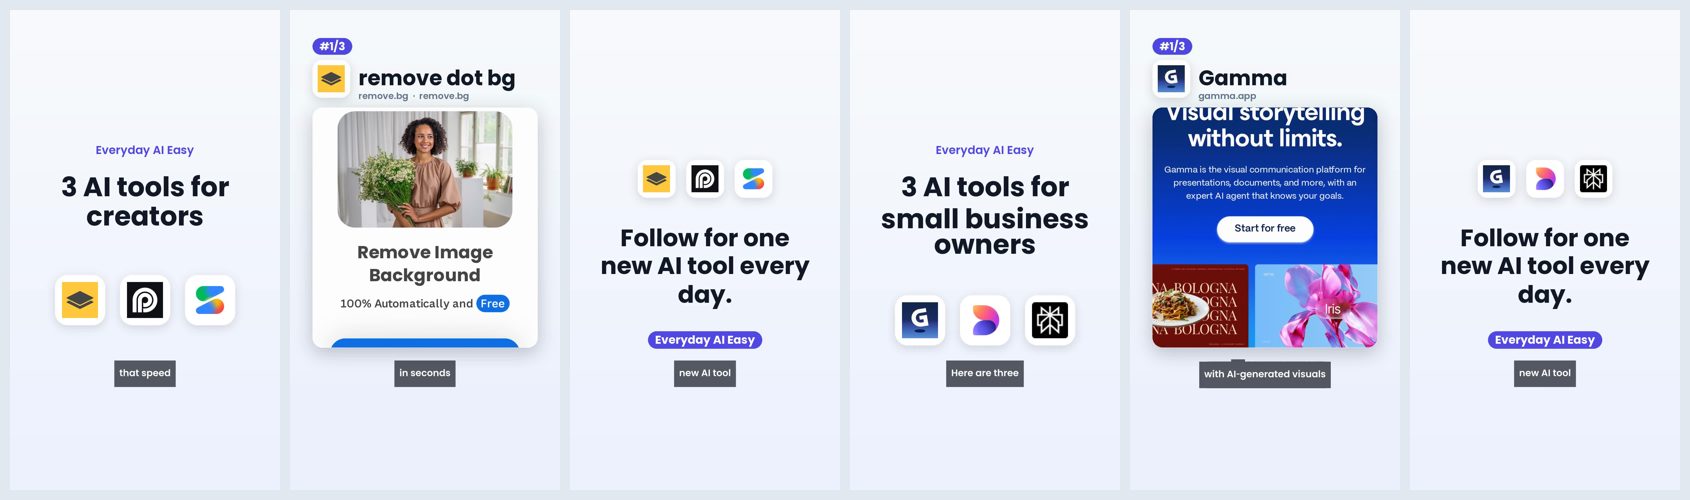 Everyday AI Easy
3 AI tools for
creators
that speed
#1/3
remove dot bg
remove.bg · remove.bg
Remove Image
Background
100% Automatically and Free
in seconds
Follow for one
new AI tool every
day.
Everyday AI Easy
new AI tool
Everyday AI Easy
3 AI tools for
small business
owners
Here are three
#1/3
Gamma
gamma.app
Visual storytelling
without limits.
Gamma is the visual communication platform for
presentations, documents, and more, with an
expert AI agent that knows your goals.
Start for free
BOLOGNA
Iris
with AI-generated visuals
Follow for one
new AI tool every
day.
Everyday AI Easy
new AI tool